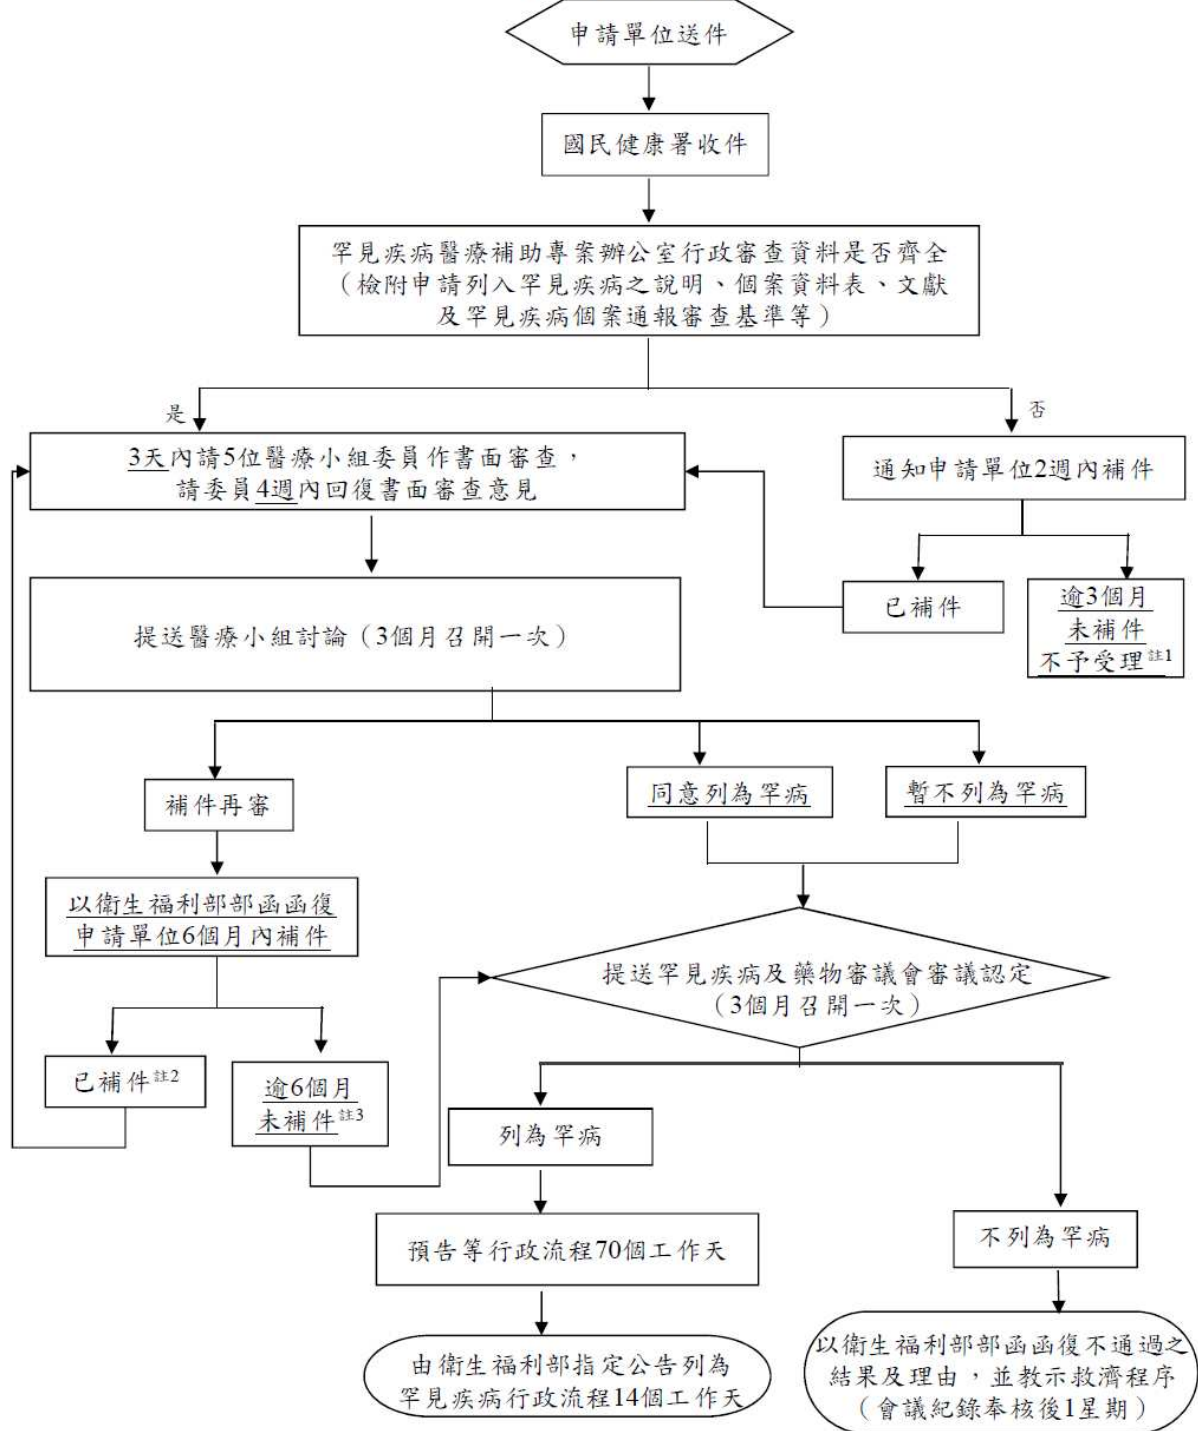 申請單位送件
國民健康署收件
罕見疾病醫療補助專案辦公室行政審查資料是否齊全
（檢附申請列入罕見疾病之說明、個案資料表、文獻
及罕見疾病個案通報審查基準等）
是
否
3天內請5位醫療小組委員作書面審查，
請委員4週內回復書面審查意見
通知申請單位2週內補件
已補件
逾3個月
未補件
不予受理註1
提送醫療小組討論（3個月召開一次）
補件再審
同意列為罕病
暫不列為罕病
以衛生福利部部函函復
申請單位6個月內補件
提送罕見疾病及藥物審議會審議認定
（3個月召開一次）
已補件註2
逾6個月
未補件註3
列為罕病
預告等行政流程70個工作天
不列為罕病
由衛生福利部指定公告列為
罕見疾病行政流程14個工作天
以衛生福利部部函函復不通過之
結果及理由，並教示救濟程序
（會議紀錄奉核後1星期）